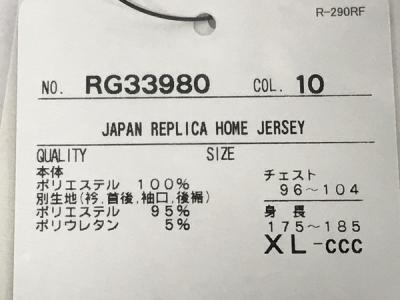 R-290RF
NO. RG33980 COL. 10
JAPAN REPLICA HOME JERSEY
QUALITY SIZE
本体
ポリエステル 100%
別生地(衿,首後,袖口,後裾)
ポリエステル 95%
ポリウレタン 5%
チェスト
96～104
身 長
175～185
XL-CCC